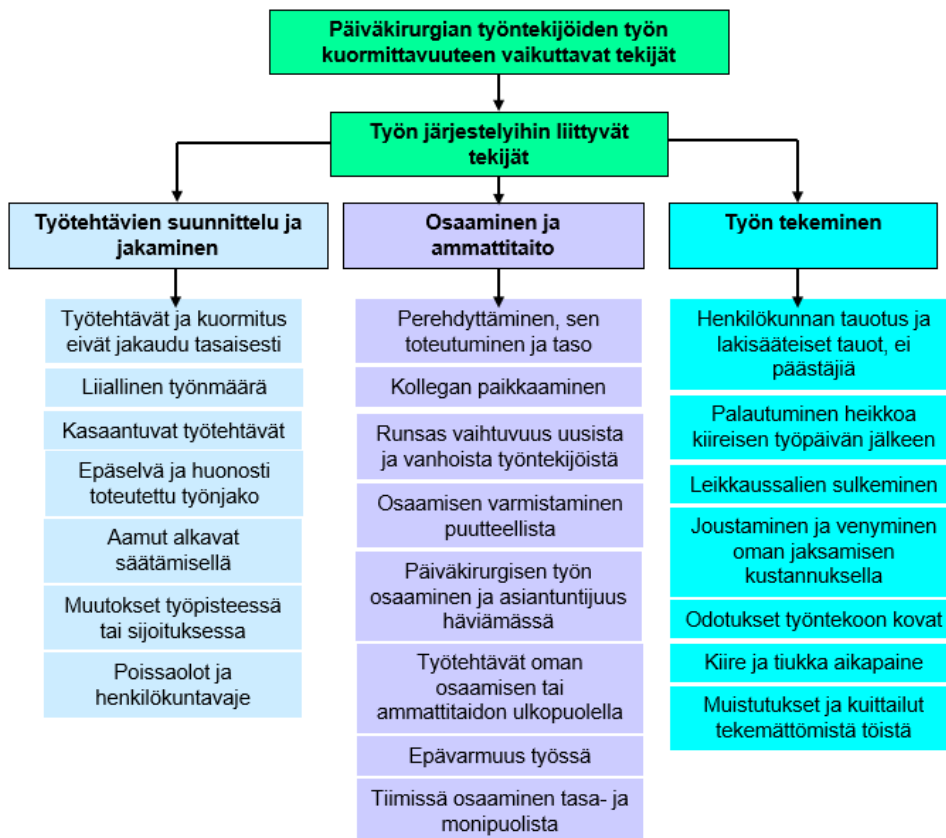 Päiväkirurgian työntekijöiden työn
kuormittavuuteen vaikuttavat tekijät
Työn järjestelyihin liittyvät
tekijät
Työtehtävien suunnittelu ja
jakaminen
Työtehtävät ja kuormitus
eivät jakaudu tasaisesti
Liiallinen työnmäärä
Kasaantuvat työtehtävät
Epäselvä ja huonosti
toteutettu työnjako
Aamut alkavat
säätämisellä
Muutokset työpisteessä
tai sijoituksessa
Poissaolot ja
henkilökuntavaje
Osaaminen ja
ammattitaito
Perehdyttäminen, sen
toteutuminen ja taso
Kollegan paikkaaminen
Runsas vaihtuvuus uusista
ja vanhoista työntekijöistä
Osaamisen varmistaminen
puutteellista
Päiväkirurgisen työn
osaaminen ja asiantuntijuus
häviämässä
Työtehtävät oman
osaamisen tai
ammattitaidon ulkopuolella
Epävarmuus työssä
Tiimissä osaaminen tasa- ja
monipuolista
Työn tekeminen
Henkilökunnan tauotus ja
lakisääteiset tauot, ei
päästäjiä
Palautuminen heikkoa
kiireisen työpäivän jälkeen
Leikkaussalien sulkeminen
Joustaminen ja venyminen
oman jaksamisen
kustannuksella
Odotukset työntekoon kovat
Kiire ja tiukka aikapaine
Muistutukset ja kuittailut
tekemättömistä töistä